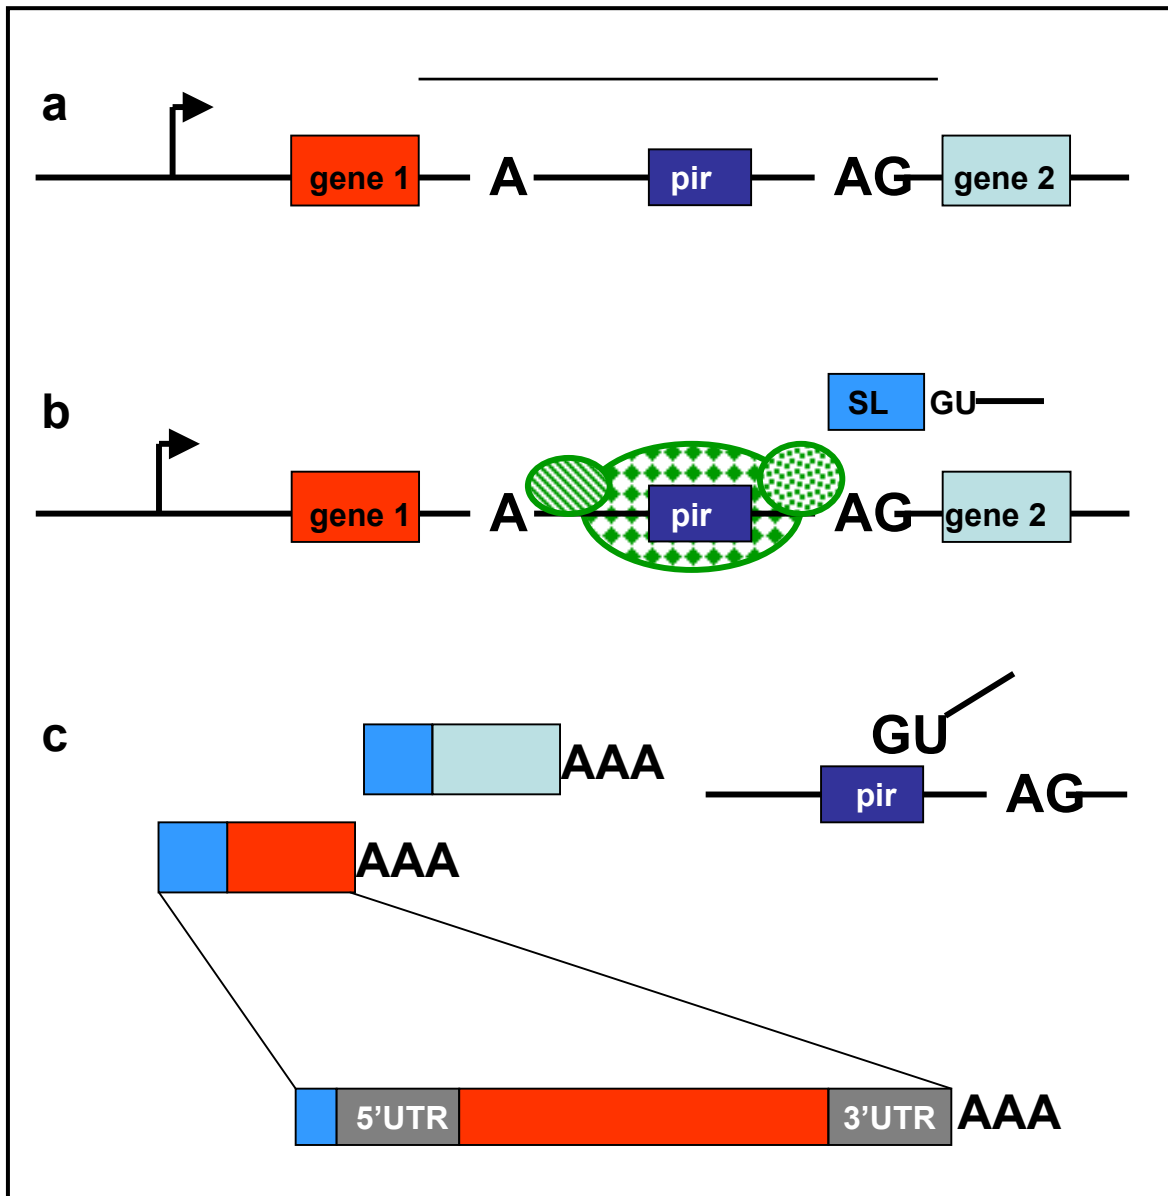 a
gene 1 A pir AG gene 2
b
SL GU
gene 1 A pir AG gene 2
c
GU
AAA
pir AG
AAA
5’UTR 3’UTR AAA